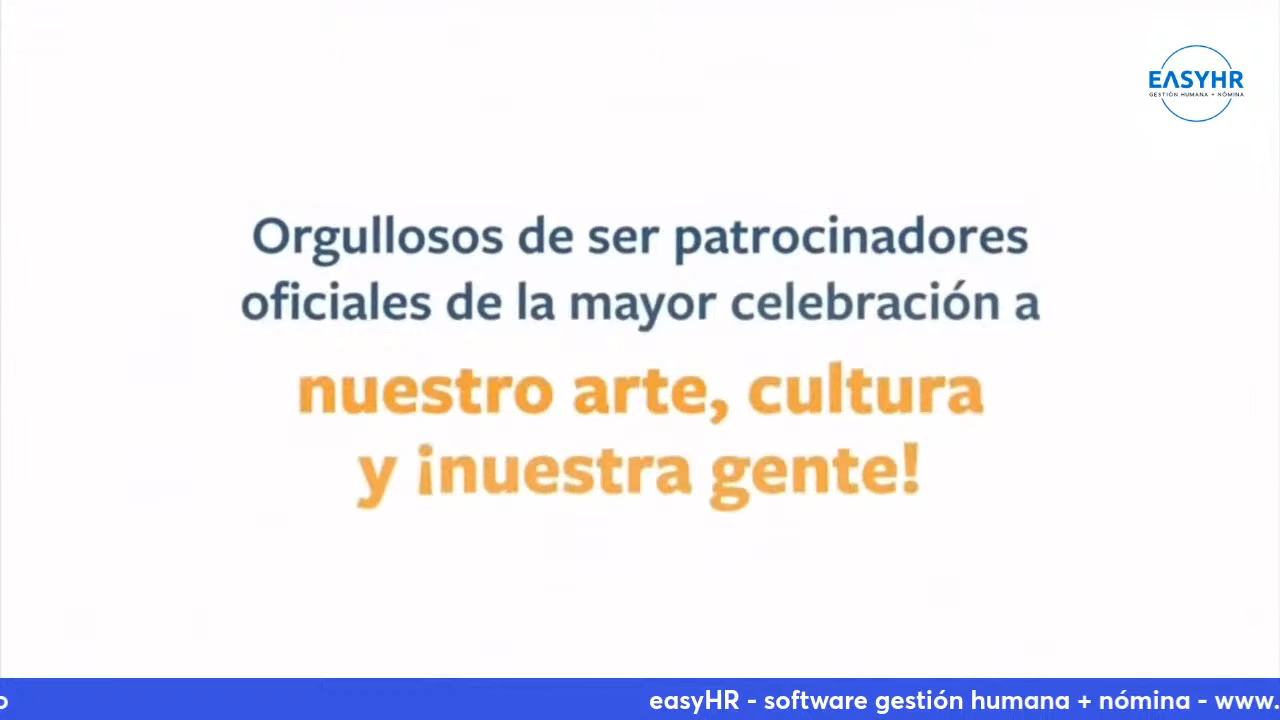 EASYHR
GESTIÓN HUMANA + NÓMINA
Orgullosos de ser patrocinadores
oficiales de la mayor celebración a
nuestro arte, cultura
y ¡nuestra gente!
o easyHR - software gestión humana + nómina - www.